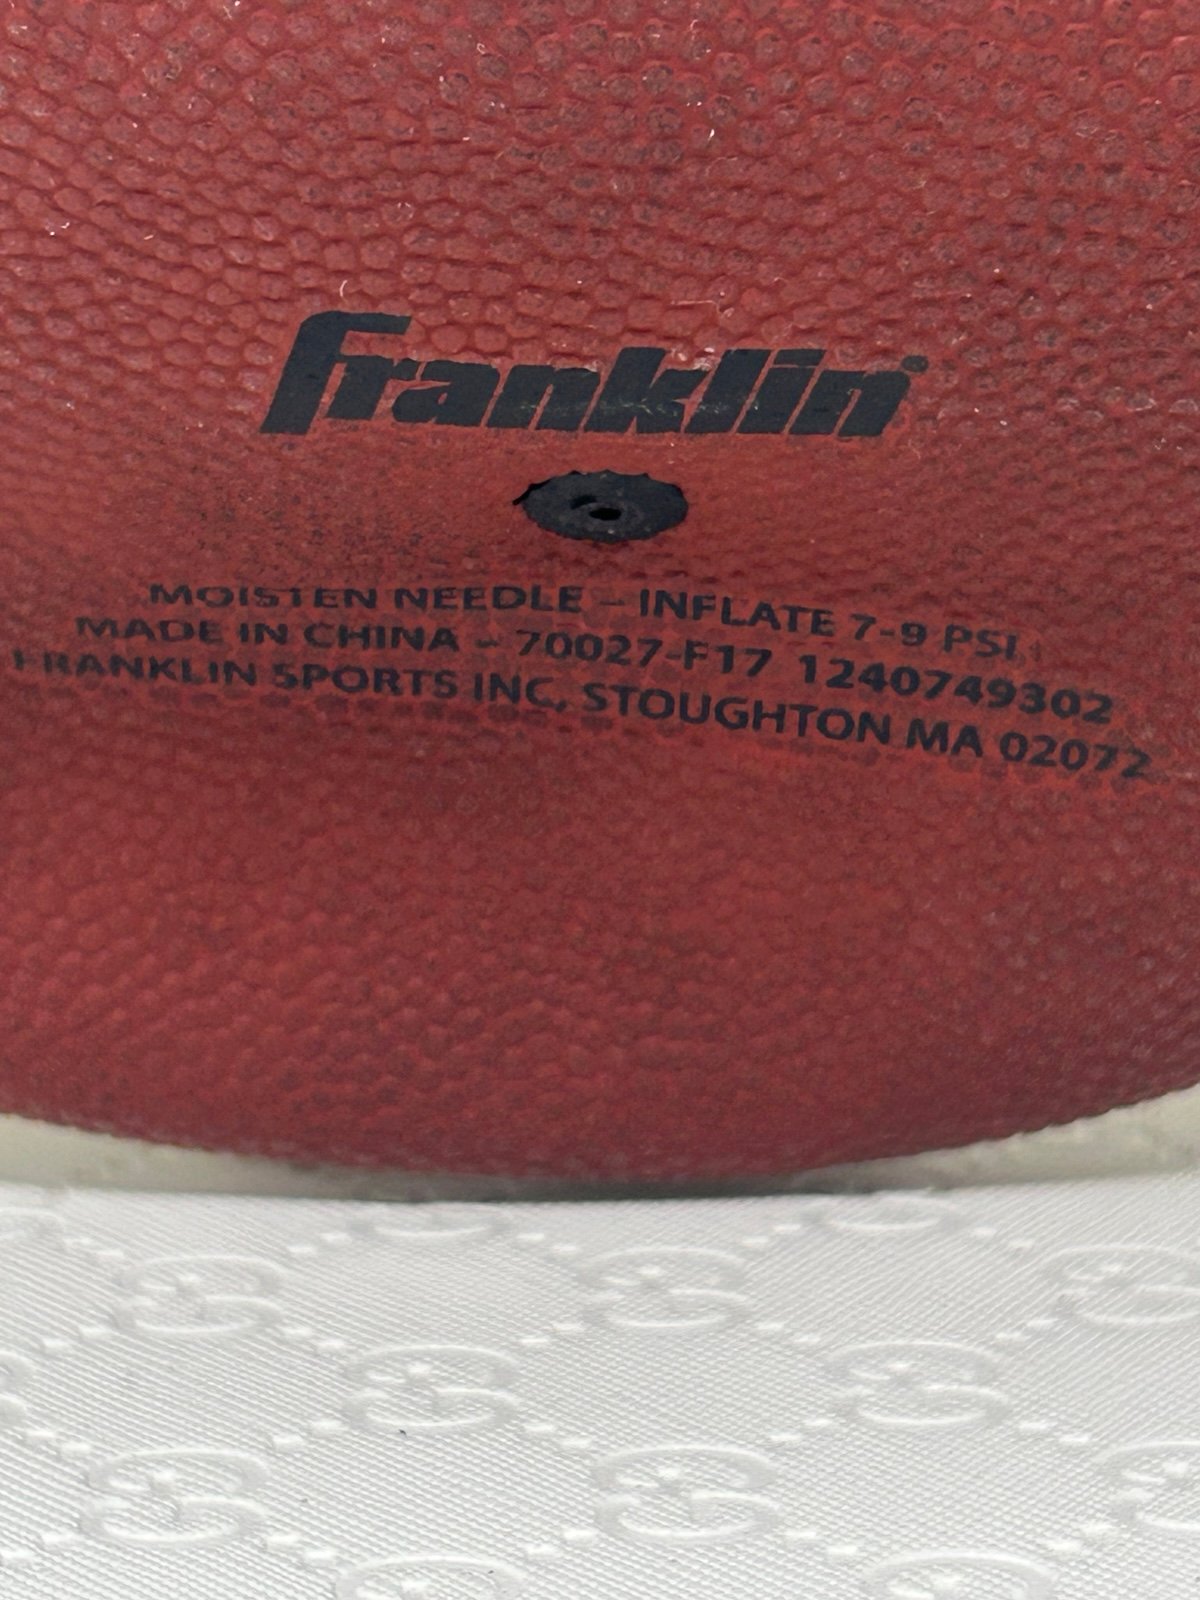 Franklin®
MOISTEN NEEDLE – INFLATE 7-9 PSI
MADE IN CHINA – 70027-F17 1240749302
FRANKLIN SPORTS INC, STOUGHTON MA 02072